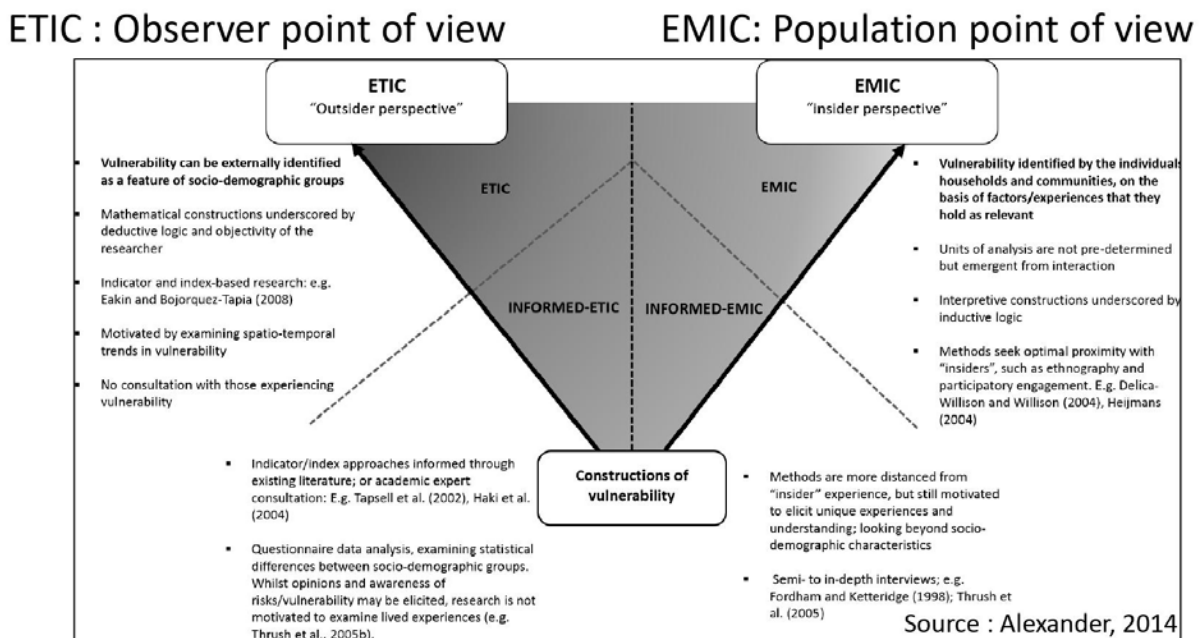 ETIC : Observer point of view
EMIC: Population point of view
ETIC
"Outsider perspective"
EMIC
"insider perspective"
▪ Vulnerability can be externally identified
as a feature of socio-demographic groups
▪ Mathematical constructions underscored by
deductive logic and objectivity of the
researcher
▪ Indicator and index-based research: e.g.
Eakin and Bojorquez-Tapia (2008)
▪ Motivated by examining spatio-temporal
trends in vulnerability
▪ No consultation with those experiencing
vulnerability
ETIC
EMIC
INFORMED-ETIC
INFORMED-EMIC
▪ Vulnerability identified by the individuals
households and communities, on the
basis of factors/experiences that they
hold as relevant
▪ Units of analysis are not pre-determined
but emergent from interaction
▪ Interpretive constructions underscored by
inductive logic
▪ Methods seek optimal proximity with
"insiders", such as ethnography and
participatory engagement. E.g. Delica-
Willison and Willison (2004), Heijmans
(2004)
▪ Indicator/index approaches informed through
existing literature; or academic expert
consultation: E.g. Tapsell et al. (2002), Haki et al.
(2004)
▪ Questionnaire data analysis, examining statistical
differences between socio-demographic groups.
Whilst opinions and awareness of
risks/vulnerability may be elicited, research is not
motivated to examine lived experiences (e.g.
Thrush et al., 2005b).
Constructions of
vulnerability
▪ Methods are more distanced from
"insider" experience, but still motivated
to elicit unique experiences and
understanding; looking beyond socio-
demographic characteristics
▪ Semi- to in-depth interviews; e.g.
Fordham and Ketteridge (1998); Thrush et
al. (2005)
Source : Alexander, 2014